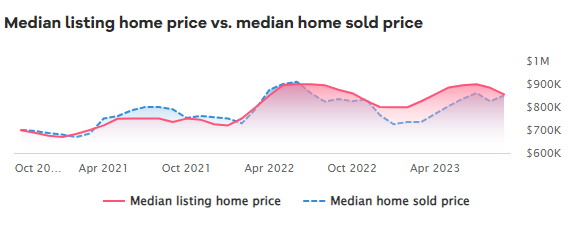 Median listing home price vs. median home sold price
$1M
$900K
$800K
$700K
$600K
Oct 20... Apr 2021 Oct 2021 Apr 2022 Oct 2022 Apr 2023
Median listing home price Median home sold price